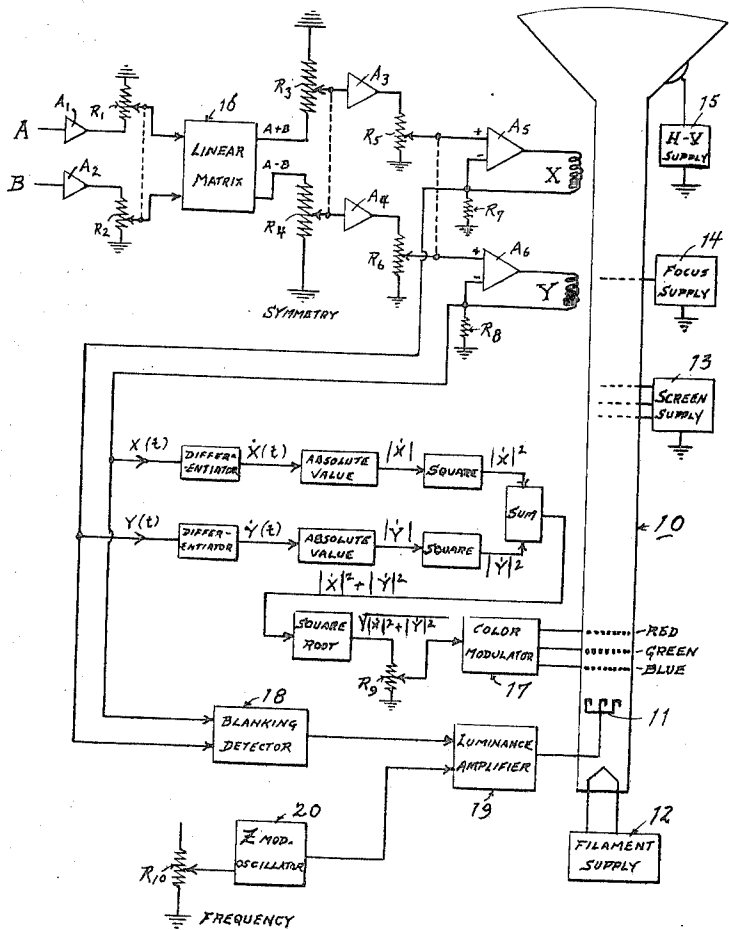 A
A1
R1
B
A2
R2
16
LINEAR
MATRIX
A+B
A-B
R3
R4
SYMMETRY
A3
A4
R5
R6
+
-
A5
X
R7
+
-
A6
Y
R8
15
H-V
SUPPLY
14
FOCUS
SUPPLY
13
SCREEN
SUPPLY
10
X(t)
DIFFER-
ENTIATOR
Ẋ(t)
ABSOLUTE
VALUE
|Ẋ|
SQUARE
|Ẋ|²
SUM
Y(t)
DIFFER-
ENTIATOR
Ẏ(t)
ABSOLUTE
VALUE
|Ẏ|
SQUARE
|Ẏ|²
|Ẋ|²+|Ẏ|²
SQUARE
ROOT
√|Ẋ|²+|Ẏ|²
R9
COLOR
MODULATOR
17
RED
GREEN
BLUE
11
18
BLANKING
DETECTOR
LUMINANCE
AMPLIFIER
19
20
Z MOD.
OSCILLATOR
R10
FREQUENCY
12
FILAMENT
SUPPLY